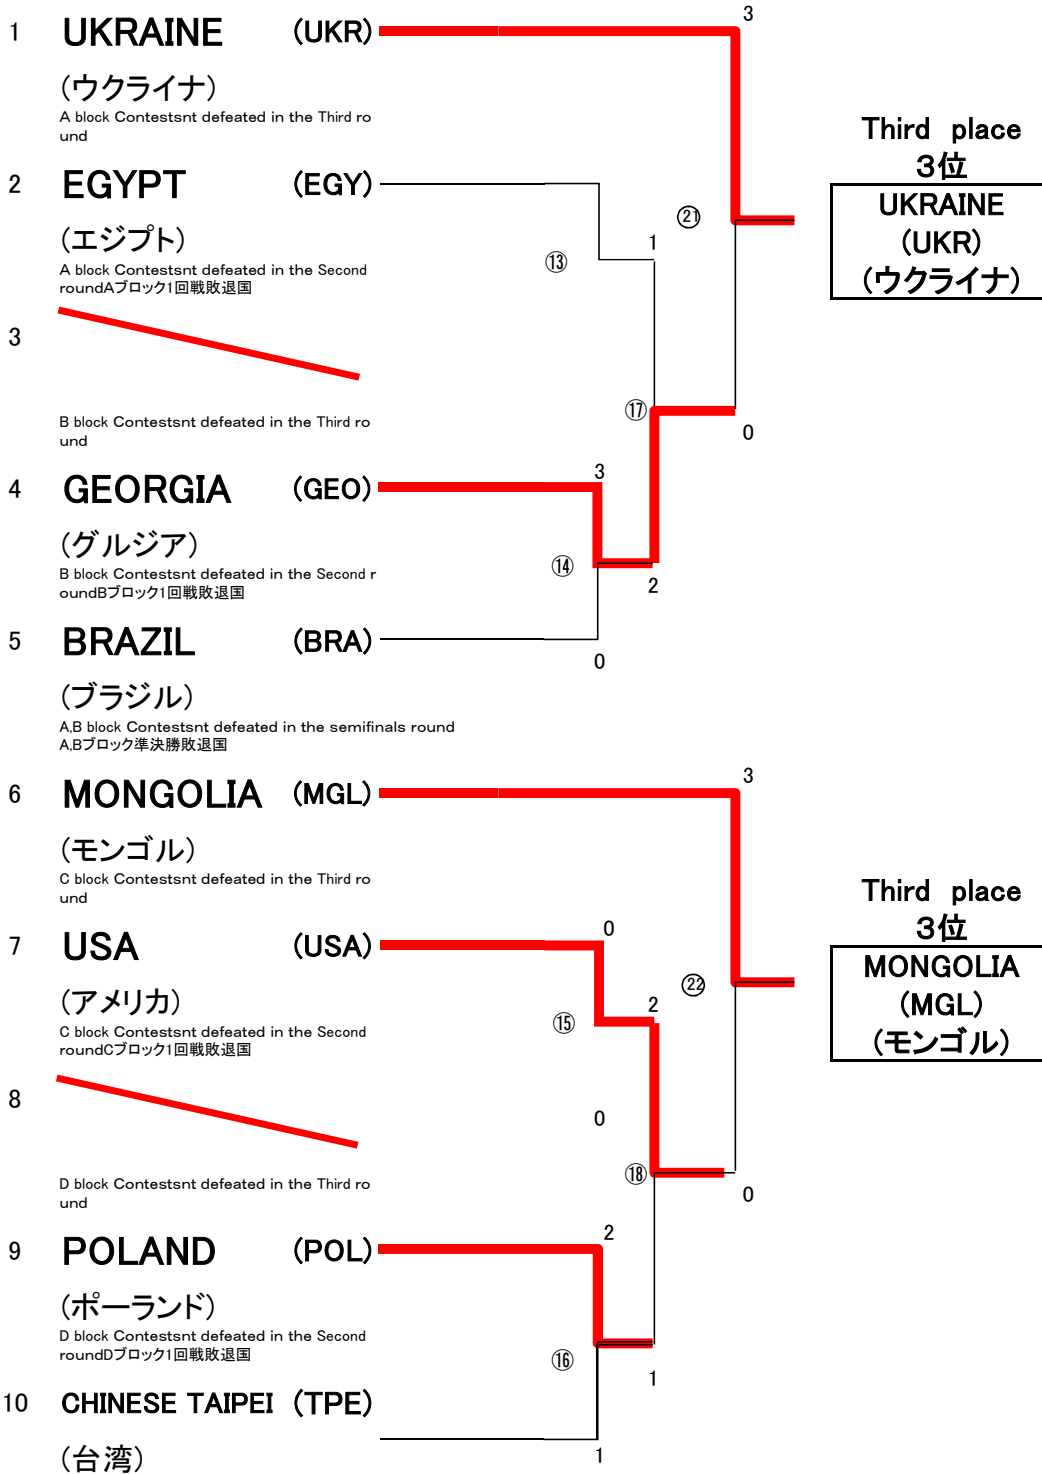 3
1 UKRAINE (UKR)
(ウクライナ)
A block Contestsnt defeated in the Third ro
und
Third place
3位
2 EGYPT (EGY)
UKRAINE
(UKR)
(ウクライナ)
㉑
(エジプト)
1
⑬
A block Contestsnt defeated in the Second
roundAブロック1回戦敗退国
3
⑰
B block Contestsnt defeated in the Third ro
und
0
3
4 GEORGIA (GEO)
(グルジア)
⑭
B block Contestsnt defeated in the Second r
oundBブロック1回戦敗退国
2
5 BRAZIL (BRA)
0
(ブラジル)
A,B block Contestsnt defeated in the semifinals round
A,Bブロック準決勝敗退国
3
6 MONGOLIA (MGL)
(モンゴル)
C block Contestsnt defeated in the Third ro
und
Third place
3位
0
7 USA (USA)
MONGOLIA
(MGL)
(モンゴル)
㉒
(アメリカ)
2
⑮
C block Contestsnt defeated in the Second
roundCブロック1回戦敗退国
8
0
⑱
D block Contestsnt defeated in the Third ro
und
0
2
9 POLAND (POL)
(ポーランド)
D block Contestsnt defeated in the Second
roundDブロック1回戦敗退国
⑯
1
10 CHINESE TAIPEI (TPE)
(台湾)
1